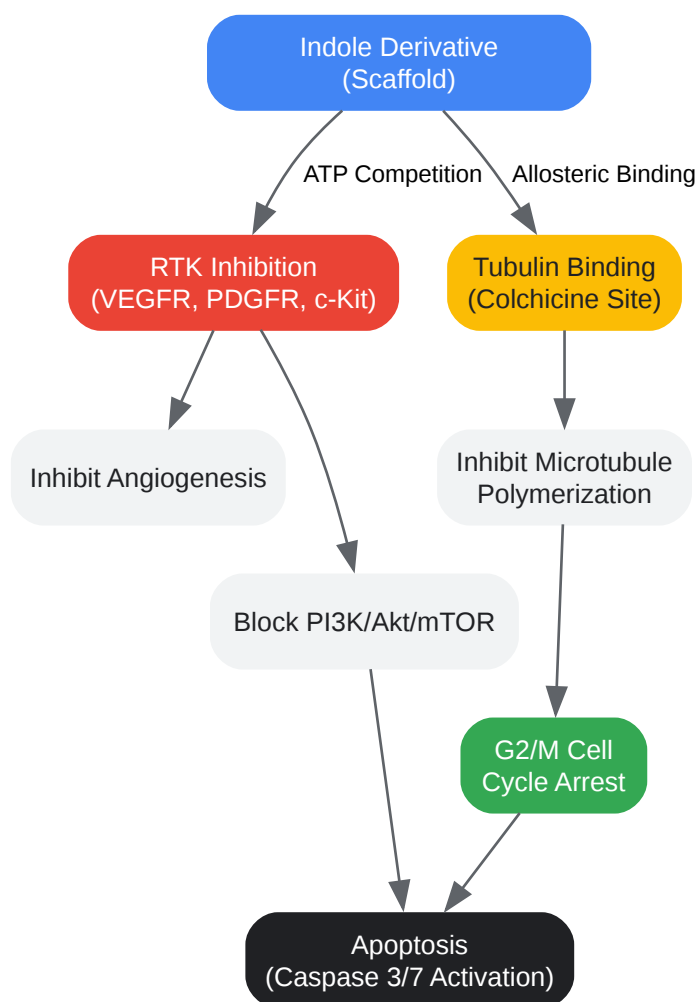 Indole Derivative
(Scaffold)
ATP Competition
Allosteric Binding
RTK Inhibition
(VEGFR, PDGFR, c-Kit)
Tubulin Binding
(Colchicine Site)
Inhibit Angiogenesis
Inhibit Microtubule
Polymerization
Block PI3K/Akt/mTOR
G2/M Cell
Cycle Arrest
Apoptosis
(Caspase 3/7 Activation)